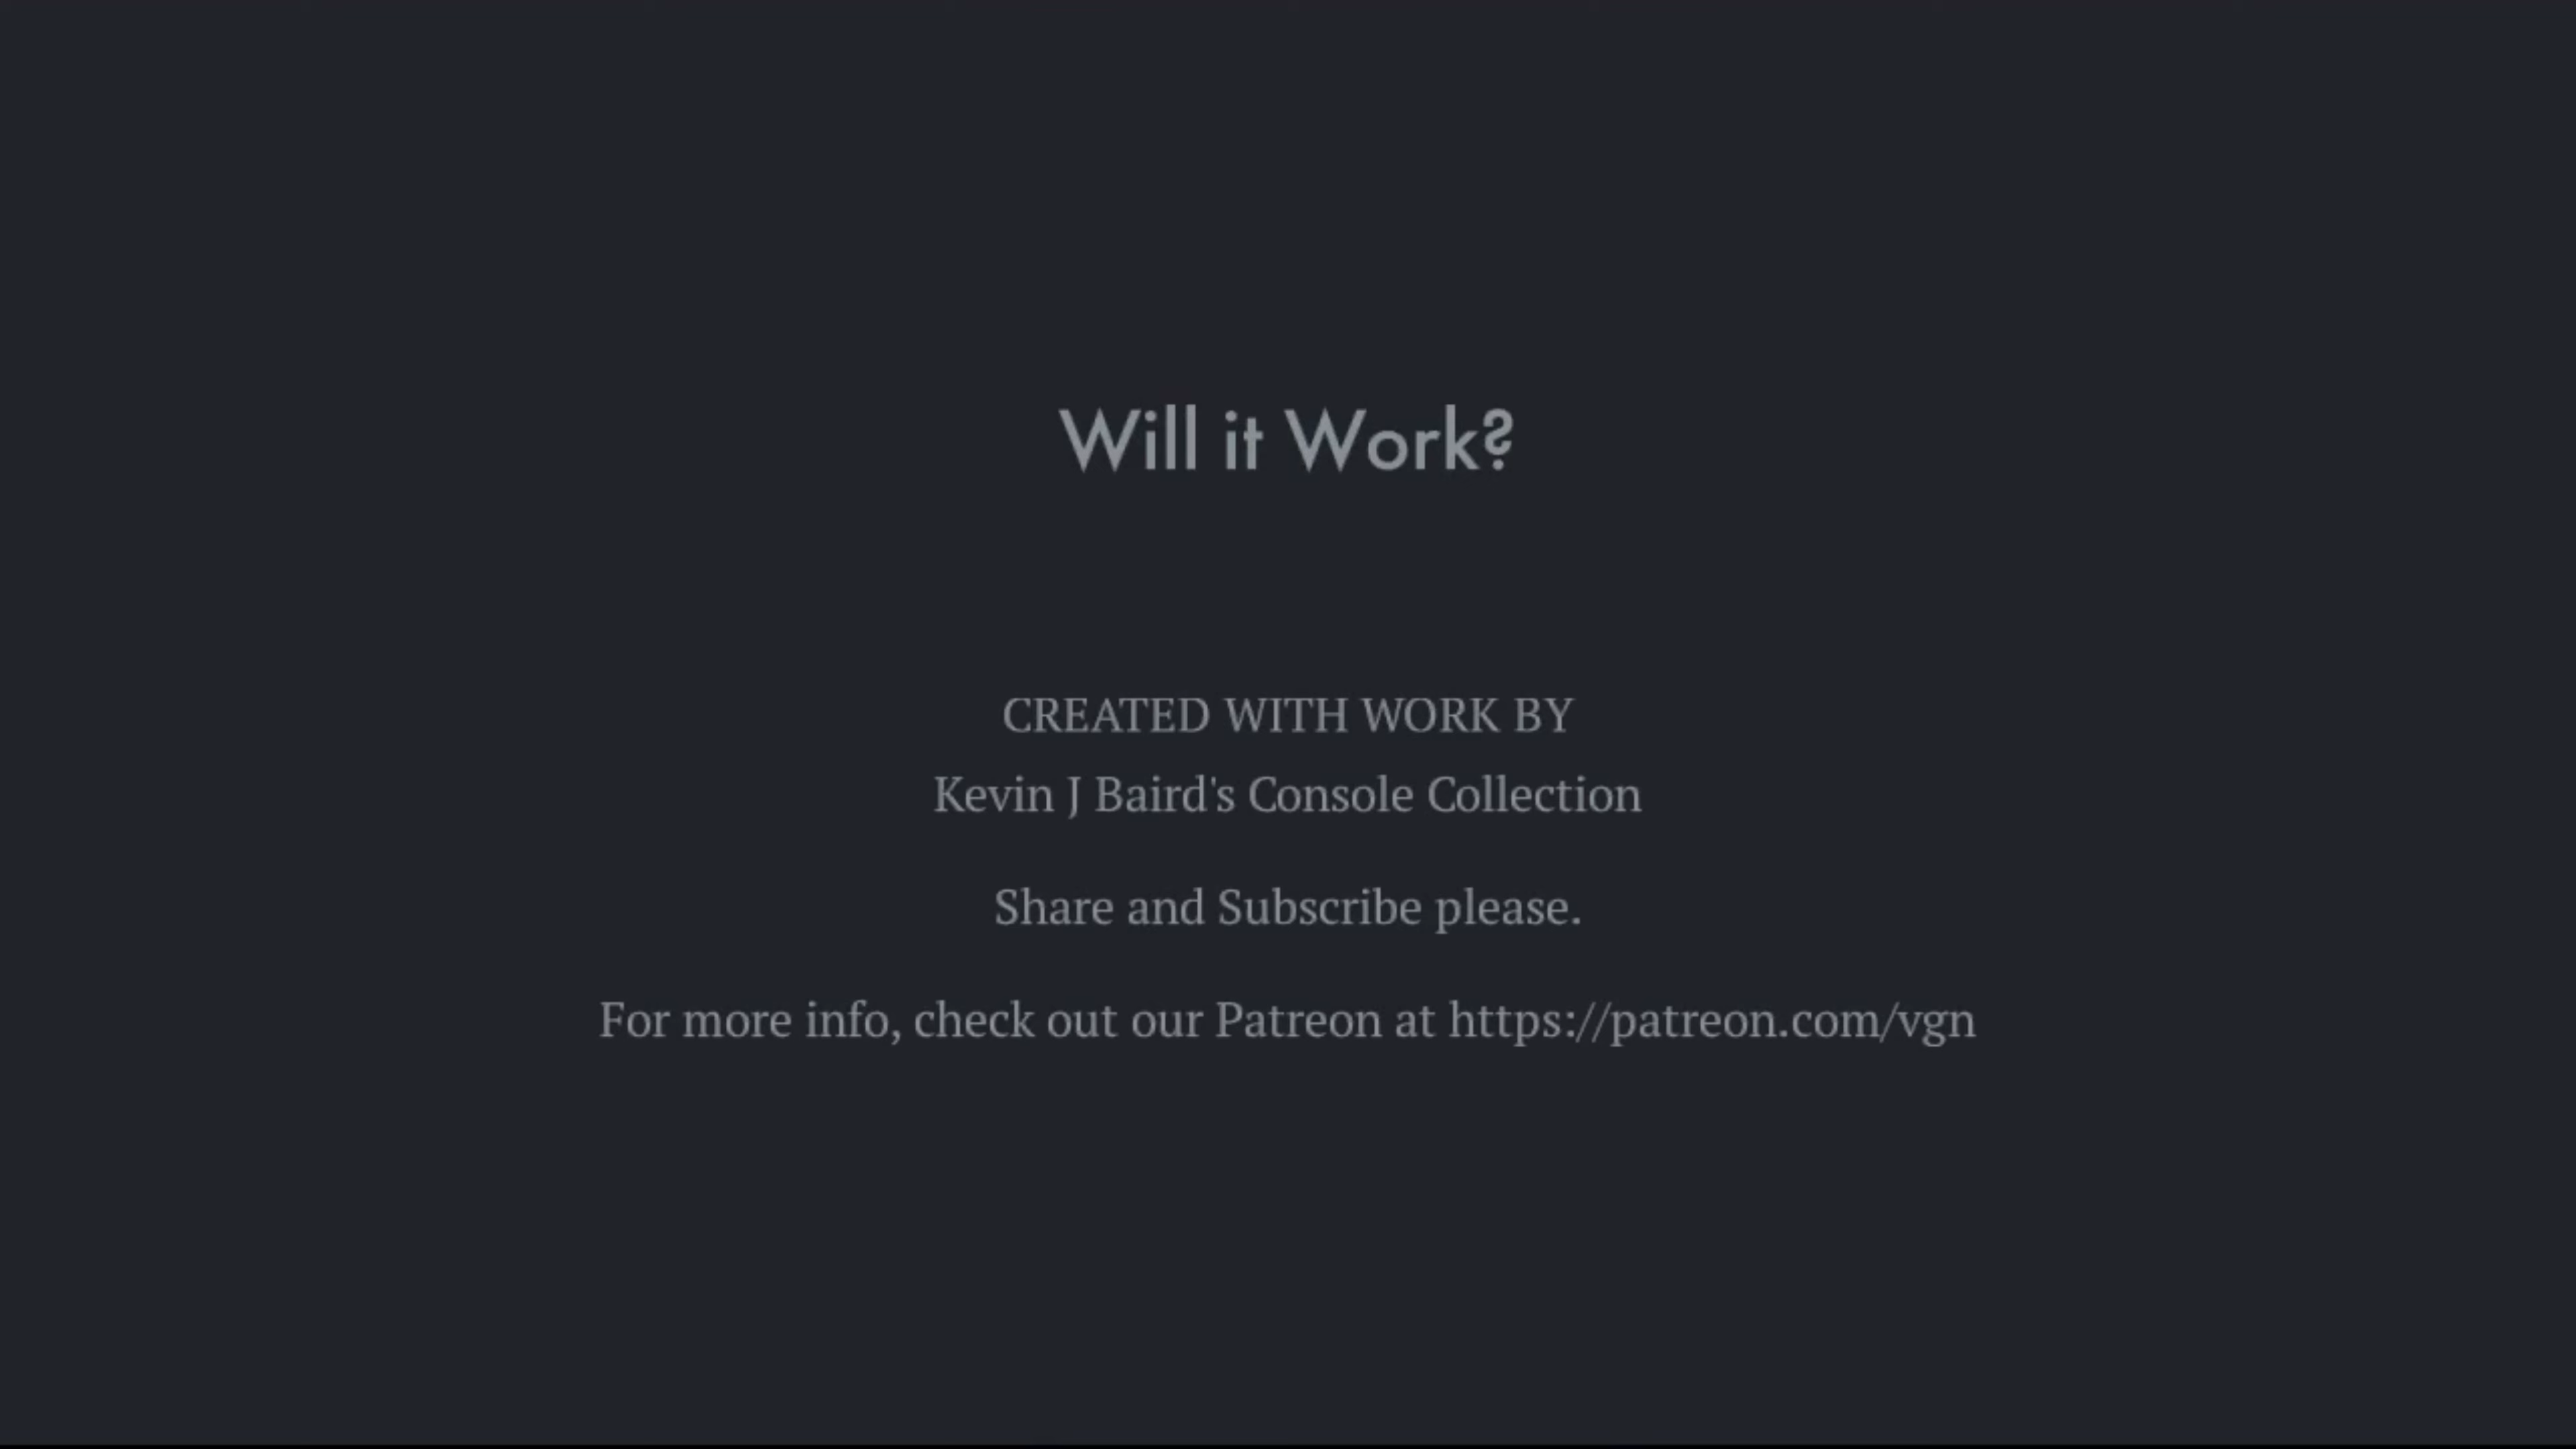 Will it Work?
CREATED WITH WORK BY
Kevin J Baird's Console Collection
Share and Subscribe please.
For more info, check out our Patreon at https://patreon.com/vgn